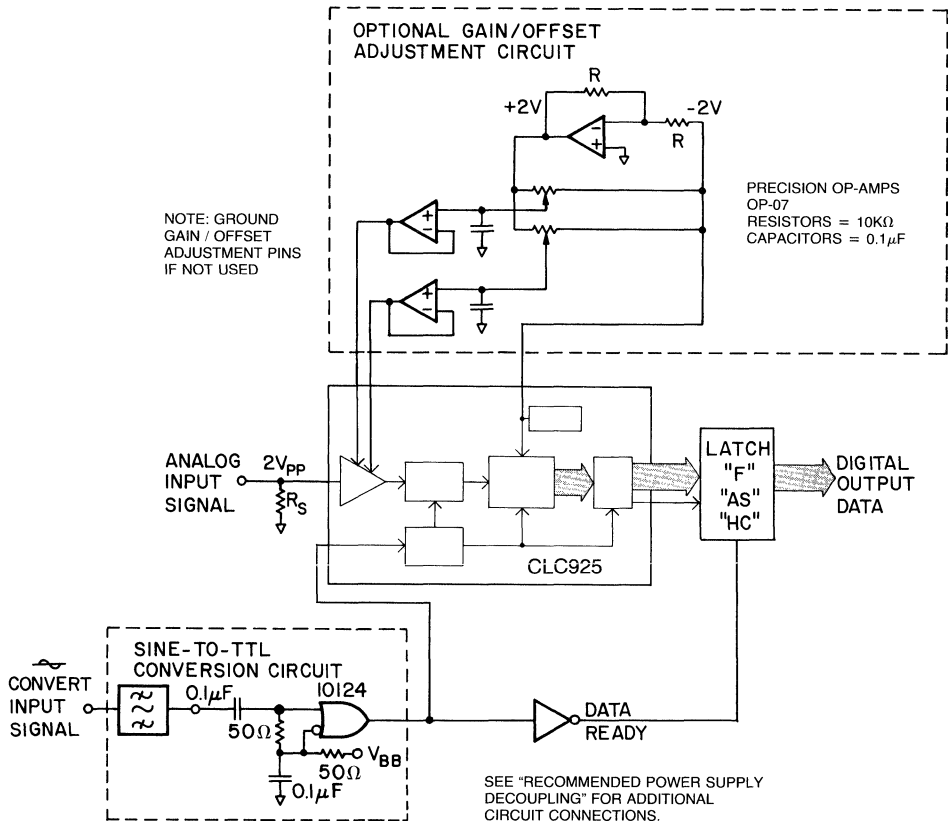 OPTIONAL GAIN/OFFSET
ADJUSTMENT CIRCUIT
R
+2V
-2V
R
-
+
PRECISION OP-AMPS
OP-07
RESISTORS = 10KΩ
CAPACITORS = 0.1μF
NOTE: GROUND
GAIN / OFFSET
ADJUSTMENT PINS
IF NOT USED
+
-
+
-
ANALOG
INPUT
SIGNAL
2VPP
RS
LATCH
"F"
"AS"
"HC"
DIGITAL
OUTPUT
DATA
CLC925
SINE-TO-TTL
CONVERSION CIRCUIT
CONVERT
INPUT
SIGNAL
0.1μF
10124
50Ω
VBB
50Ω
0.1μF
DATA
READY
SEE "RECOMMENDED POWER SUPPLY
DECOUPLING" FOR ADDITIONAL
CIRCUIT CONNECTIONS.